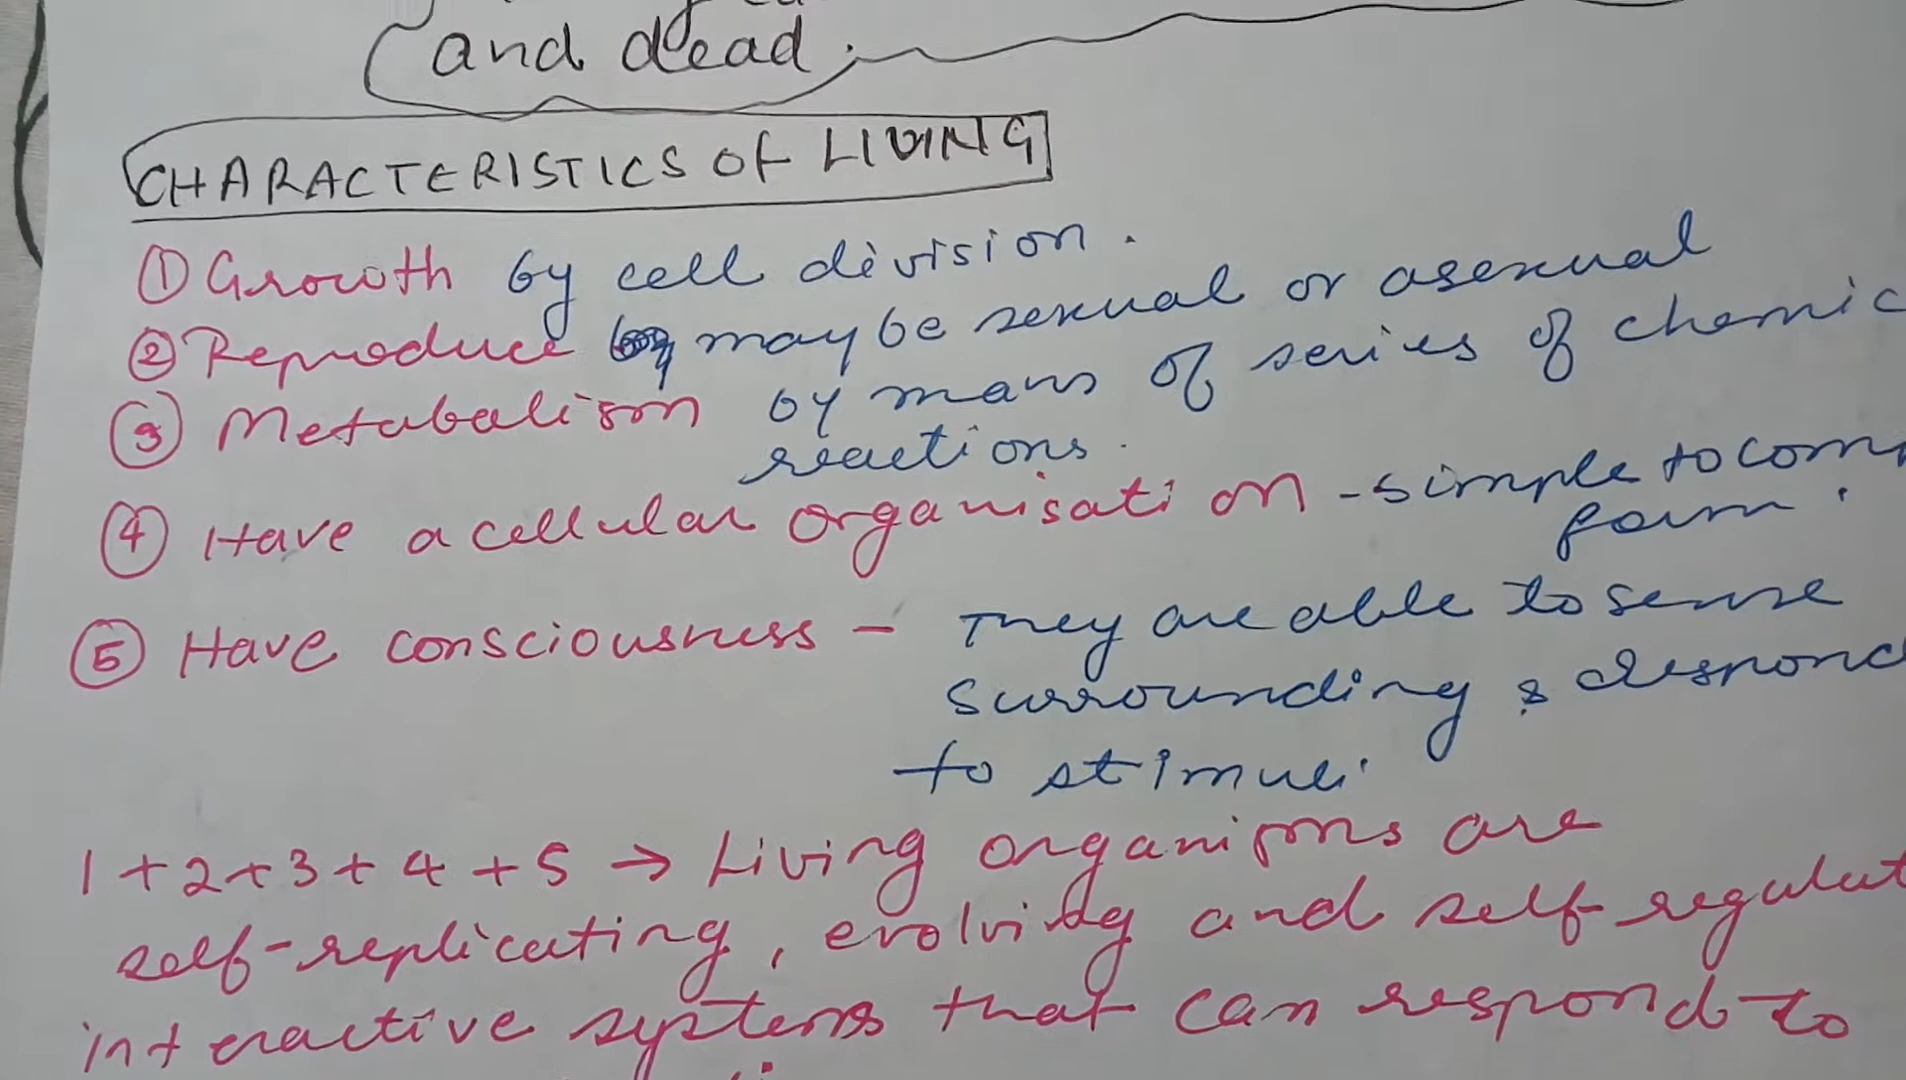 and dead.
CHARACTERISTICS OF LIVING
① Growth by cell division.
② Reproduce may be sexual or asexual
③ Metabalism by mans of series of chemic
reactions.
④ Have a cellular organisation - simple to com
form.
⑤ Have consciousness - They are able to sense
surrounding & respond
to stimuli.
1+2+3+4+5 → Living organisms are
self-replicating, evolving and self-regulat
interactive systems that can respond to